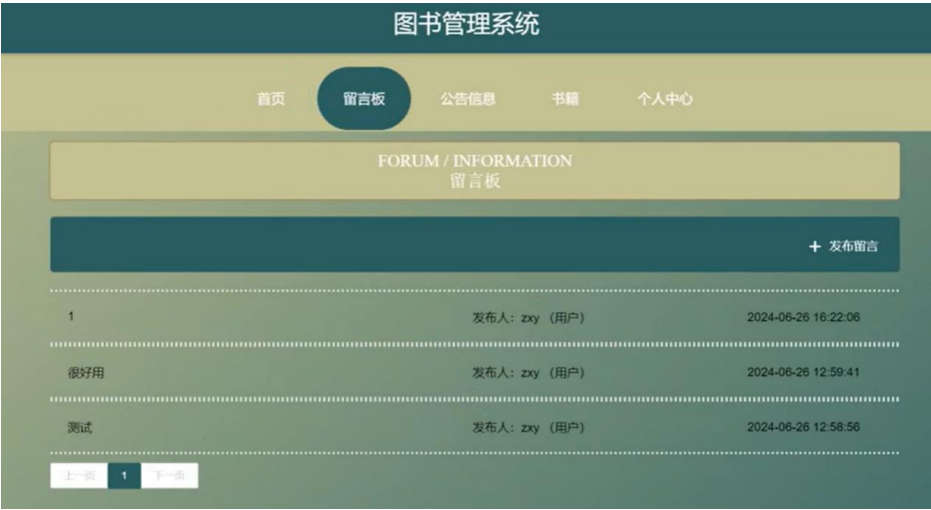 图书管理系统
首页 留言板 公告信息 书籍 个人中心
FORUM / INFORMATION
留言板
+ 发布留言
1 发布人：zxy （用户） 2024-06-26 16:22:06
很好用 发布人：zxy （用户） 2024-06-26 12:59:41
测试 发布人：zxy （用户） 2024-06-26 12:58:56
上一页 1 下一页